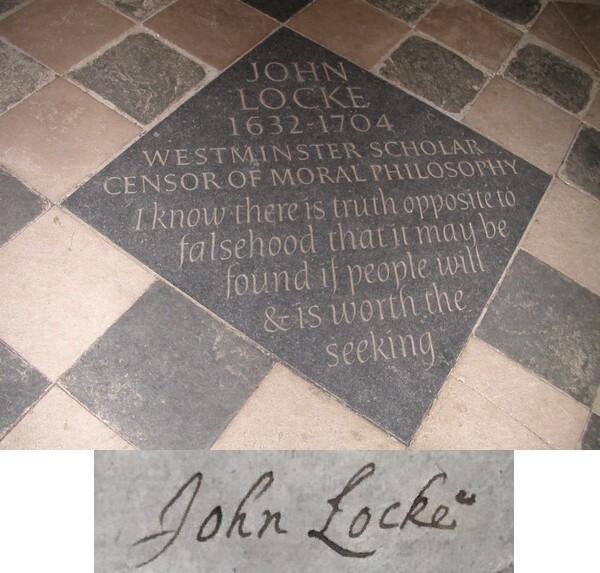 JOHN
LOCKE
1632-1704
WESTMINSTER SCHOLAR
CENSOR OF MORAL PHILOSOPHY
I know there is truth opposite to
falsehood that it may be
found if people will
& is worth the
seeking
John Locke